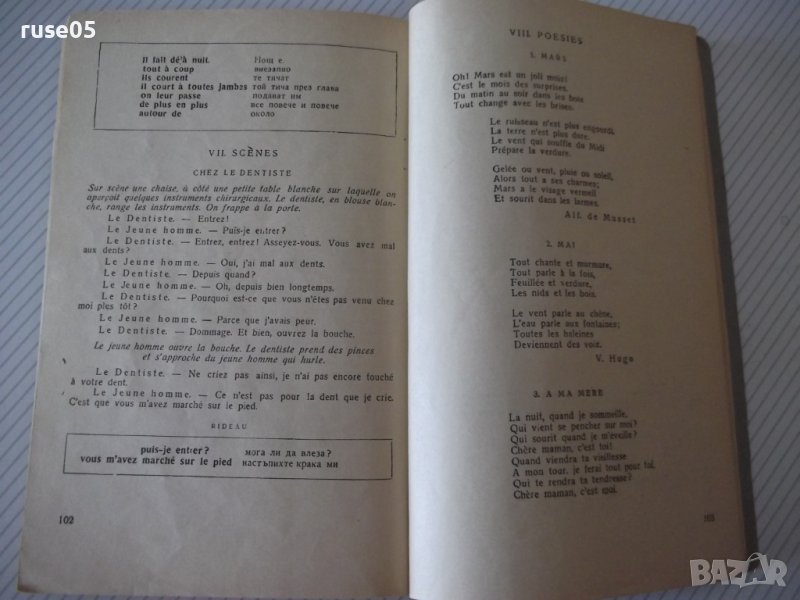 ruse05
Il fait dé'à nuit. Нощ е.
tout à coup внезапно
ils courent те тичат
il court à toutes jambes той тича през глава
on leur passe подават им
de plus en plus все повече и повече
autour de около
VII. SCÈNES
CHEZ LE DENTISTE
Sur scène une chaise, à côté une petite table blanche sur laquelle on
aperçoit quelques instruments chirurgicaux. Le dentiste, en blouse blan-
che, range les instruments. On frappe à la porte.
Le Dentiste. — Entrez!
Le Jeune homme. — Puis-je entrer?
Le Dentiste. — Entrez, entrez! Asseyez-vous. Vous avez mal
aux dents?
Le Jeune homme. — Oui, j'ai mal aux dents.
Le Dentiste. — Depuis quand?
Le Jeune homme. — Oh, depuis bien longtemps.
Le Dentiste. — Pourquoi est-ce que vous n'êtes pas venu chez
moi plus tôt?
Le Jeune homme. — Parce que j'avais peur.
Le Dentiste. — Dommage. Et bien, ouvrez la bouche.
Le jeune homme ouvre la bouche. Le dentiste prend des pinces
et s'approche du jeune homme qui hurle.
Le Dentiste. — Ne criez pas ainsi, je n'ai pas encore touché
à votre dent.
Le Jeune homme. — Ce n'est pas pour la dent que je crie.
C'est que vous m'avez marché sur le pied.
RIDEAU
puis-je entrer? мога ли да вляза?
vous m'avez marché sur le pied настъпихте крака ми
102
VIII POESIES
1. MARS
Oh! Mars est un joli mois!
C'est le mois des surprises.
Du matin au soir dans les bois
Tout change avec les brises.
Le ruisseau n'est plus engourdi,
La terre n'est plus dure.
Le vent qui souffle du Midi
Prépare la verdure.
Gelée ou vent, pluie ou soleil,
Alors tout a ses charmes;
Mars a le visage vermeil
Et sourit dans les larmes.
Alf. de Musset
2. MAI
Tout chante et murmure,
Tout parle à la fois,
Feuillée et verdure,
Les nids et les bois.
Le vent parle au chêne,
L'eau parle aux fontaines;
Toutes les haleines
Deviennent des voix.
V. Hugo
3. A MA MÈRE
La nuit, quand je sommeille,
Qui vient se pencher sur moi?
Qui sourit quand je m'éveille?
Chère maman, c'est toi!
Quand viendra ta vieillesse
A mon tour, je ferai tout pour toi,
Qui te rendra ta tendresse?
Chère maman, c'est moi.
103
BAZAR